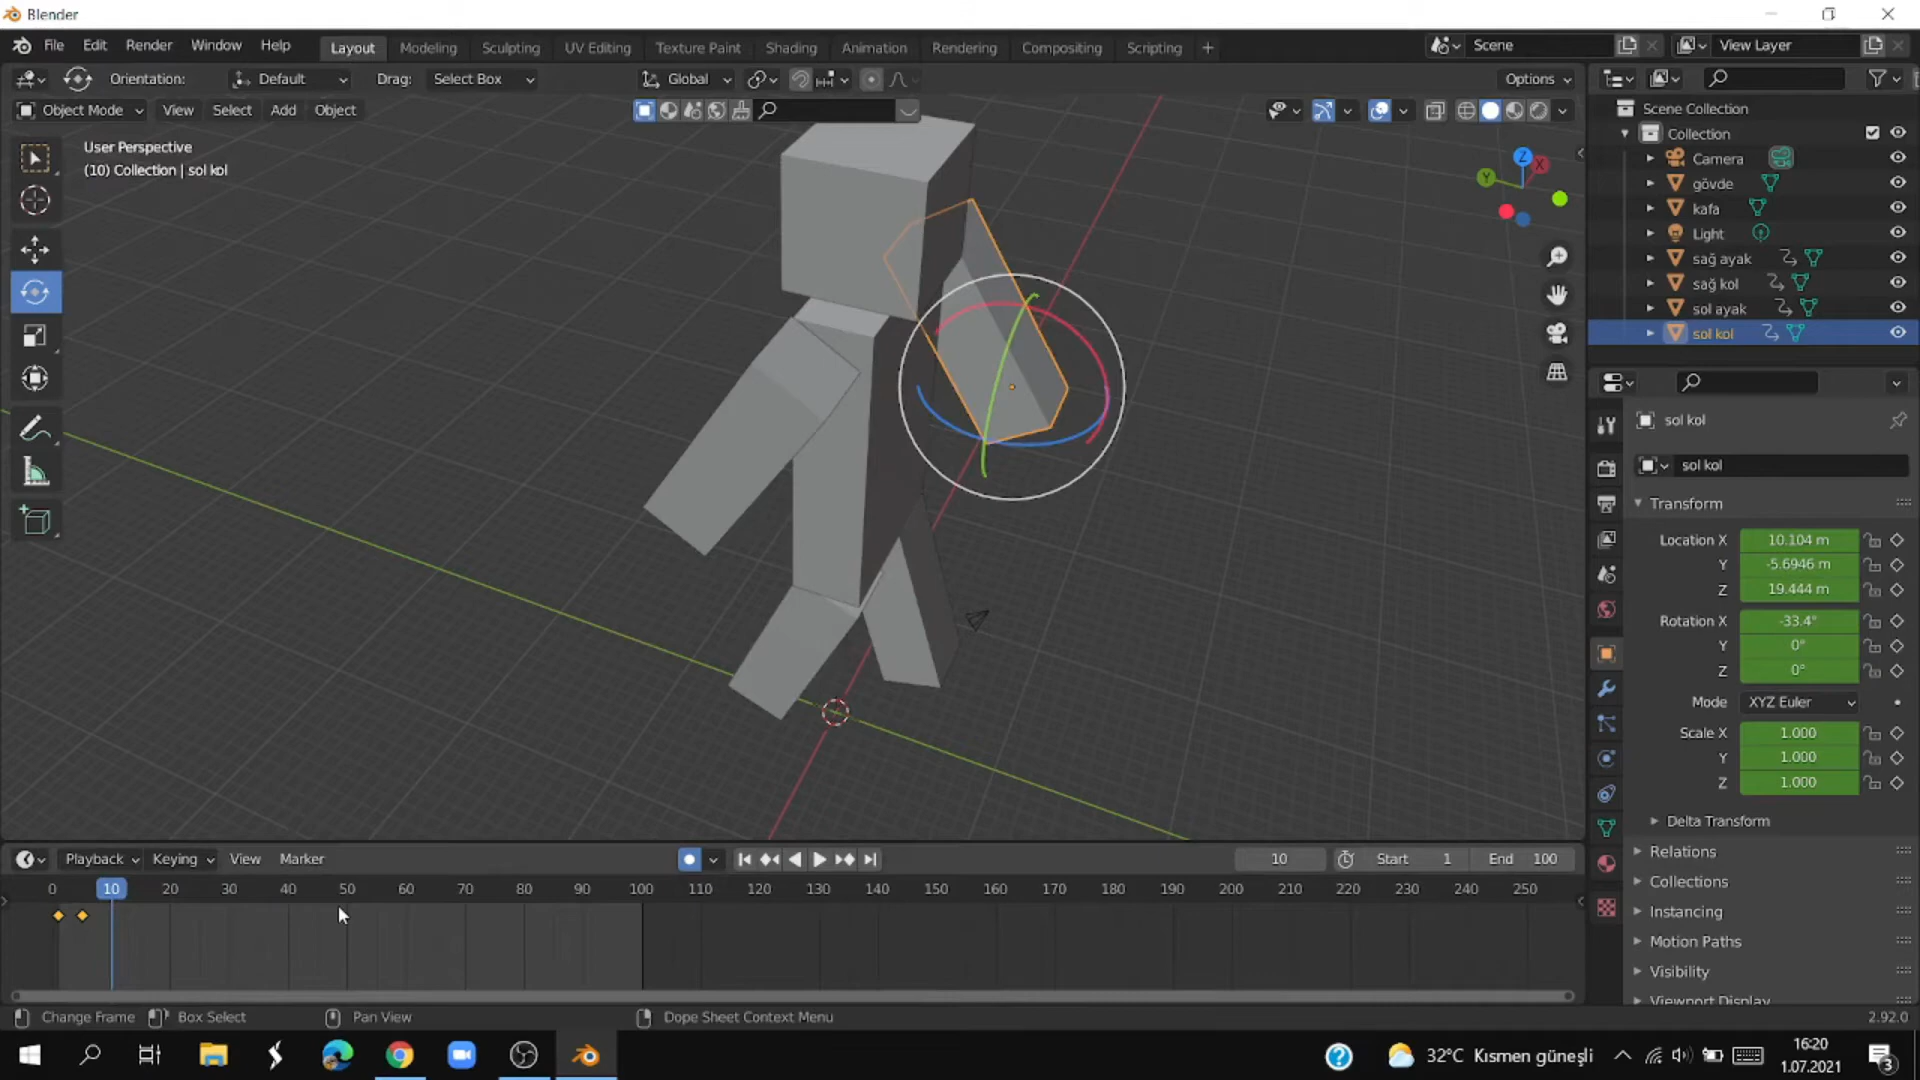 Blender
File Edit Render Window Help Layout Modeling Sculpting UV Editing Texture Paint Shading Animation Rendering Compositing Scripting + Scene View Layer
Orientation: Default Drag: Select Box Global Options
Object Mode View Select Add Object
User Perspective
(10) Collection | sol kol
Z
X
Y
Scene Collection
Collection
Camera
gövde
kafa
Light
sağ ayak
sağ kol
sol ayak
sol kol
sol kol
sol kol
Transform
Location X 10.104 m
Y -5.6946 m
Z 19.444 m
Rotation X -33.4°
Y 0°
Z 0°
Mode XYZ Euler
Scale X 1.000
Y 1.000
Z 1.000
Delta Transform
Relations
Collections
Instancing
Motion Paths
Visibility
Viewport Display
Playback Keying View Marker 10 Start 1 End 100
0 10 20 30 40 50 60 70 80 90 100 110 120 130 140 150 160 170 180 190 200 210 220 230 240 250
Change Frame Box Select Pan View Dope Sheet Context Menu 2.92.0
32°C Kısmen güneşli 16:20
1.07.2021 3